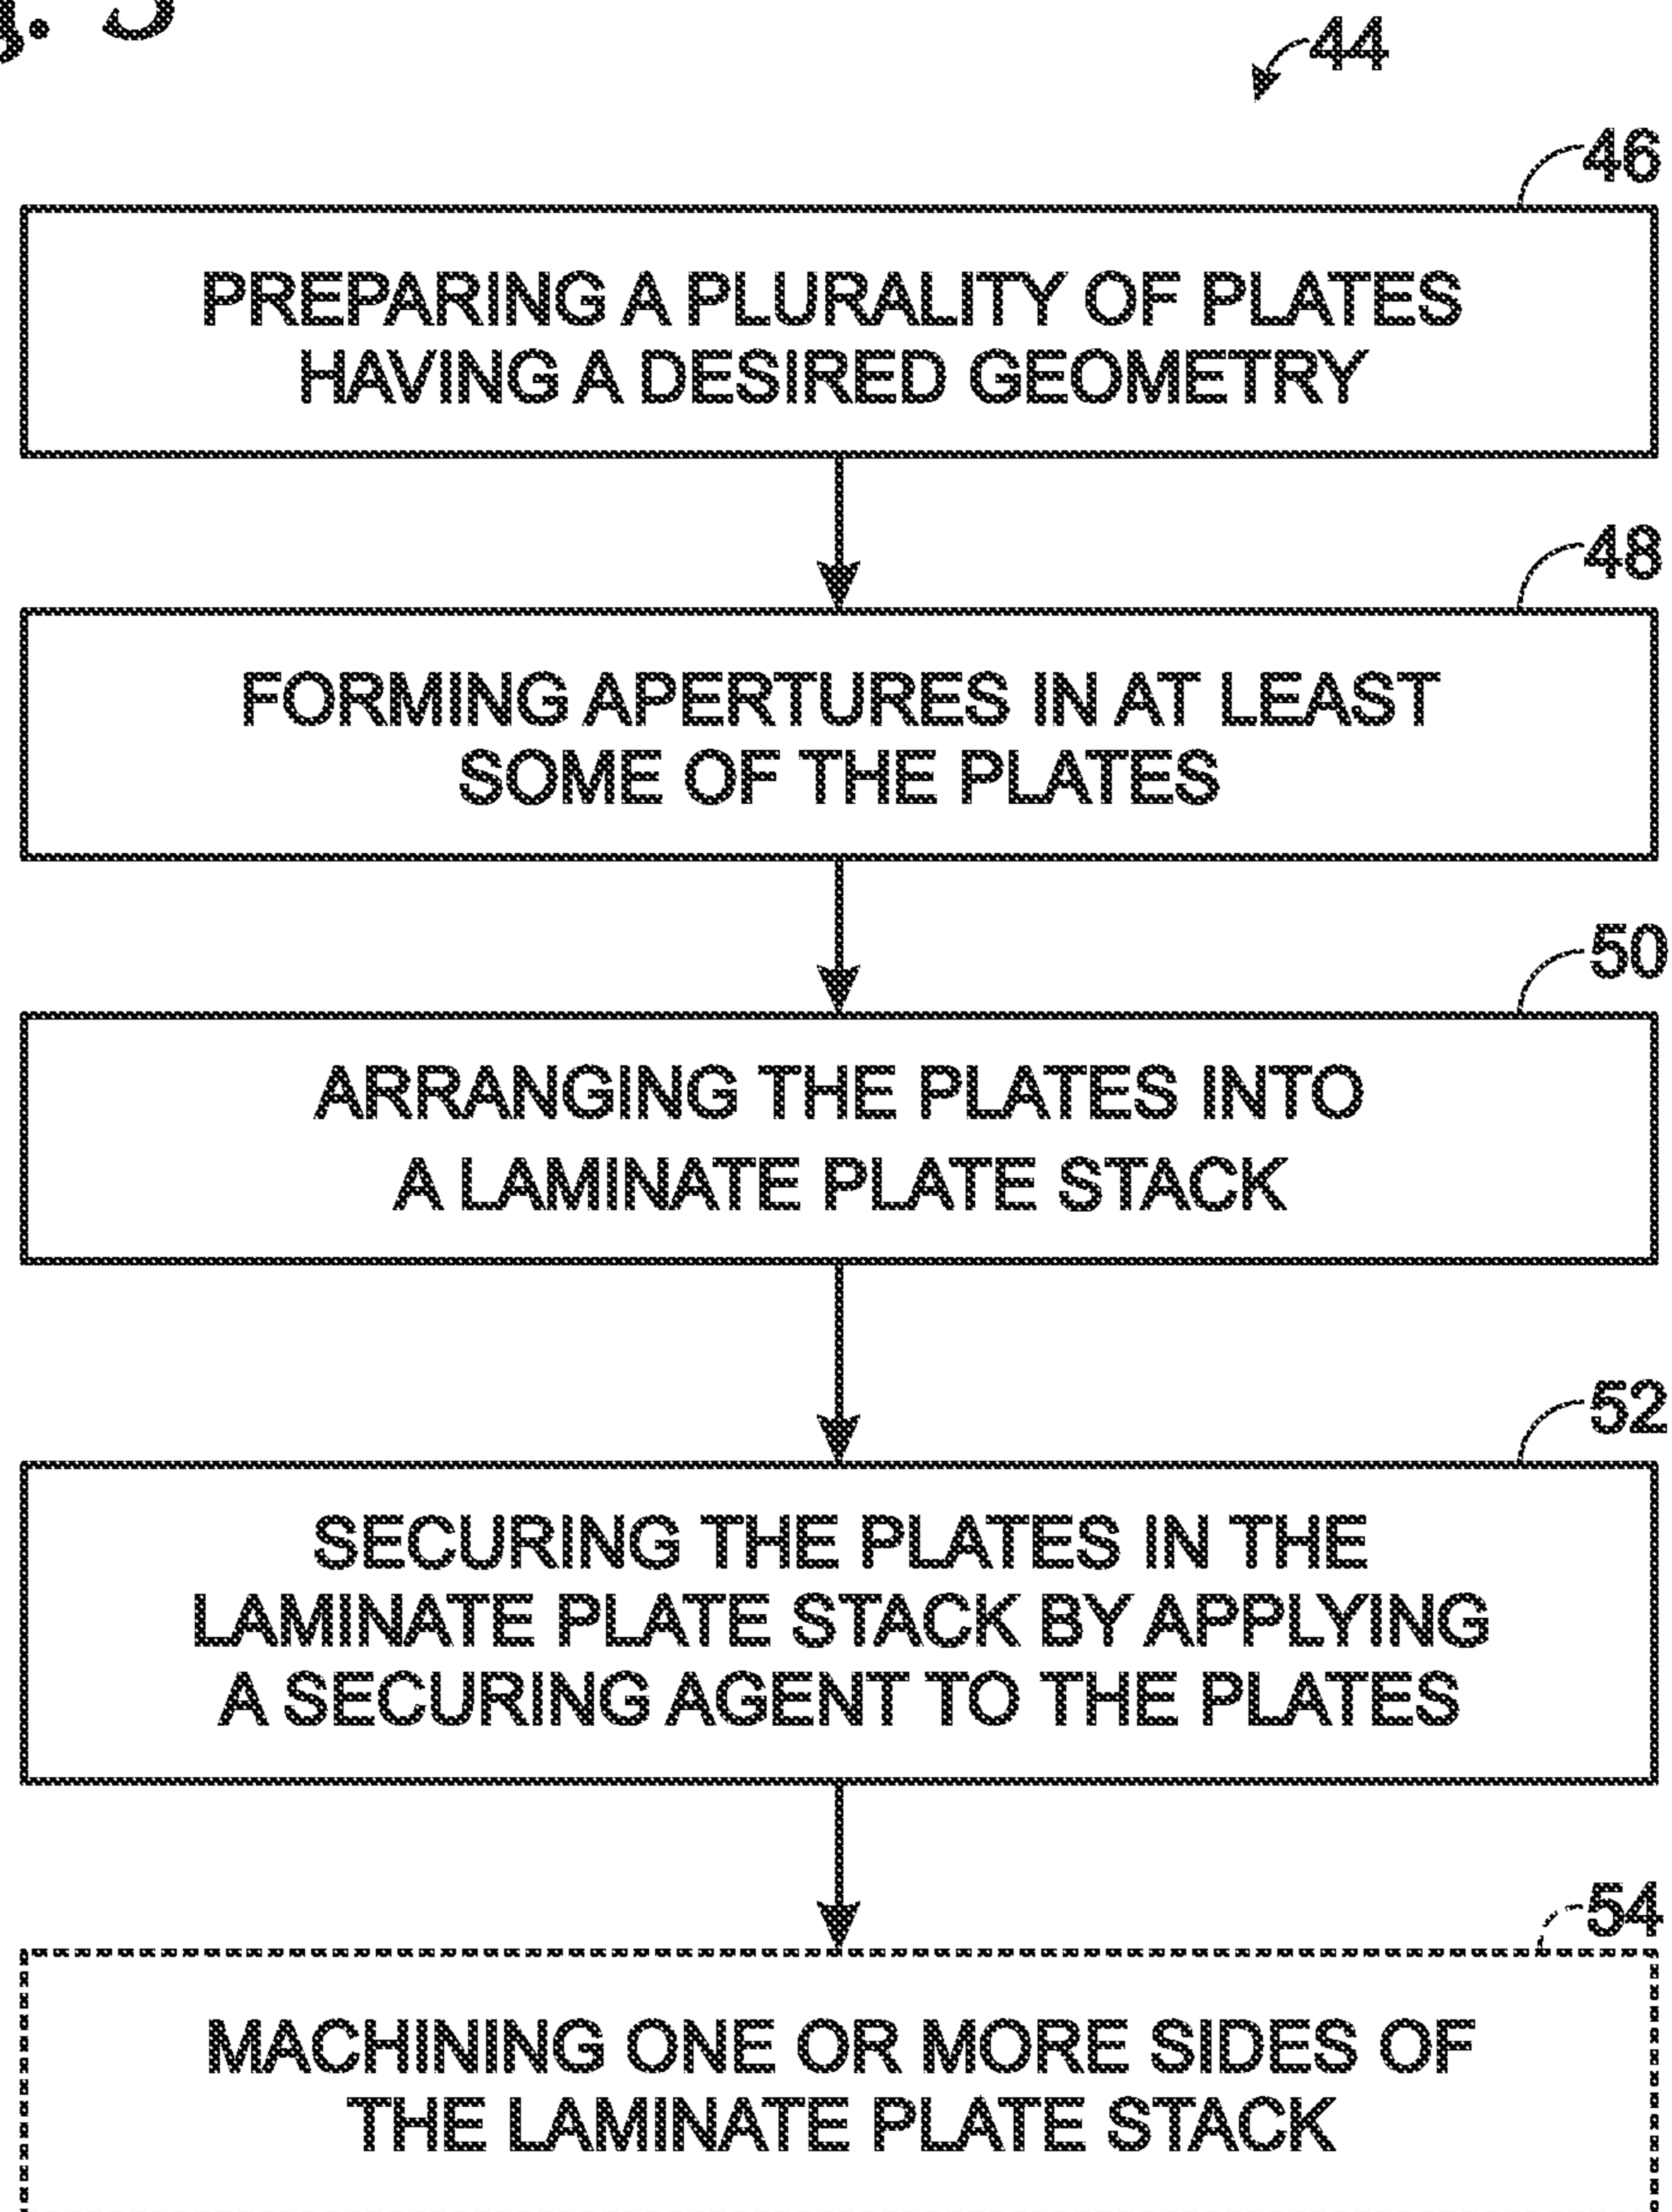 . 3
44
46
PREPARING A PLURALITY OF PLATES
HAVING A DESIRED GEOMETRY
48
FORMING APERTURES IN AT LEAST
SOME OF THE PLATES
50
ARRANGING THE PLATES INTO
A LAMINATE PLATE STACK
52
SECURING THE PLATES IN THE
LAMINATE PLATE STACK BY APPLYING
A SECURING AGENT TO THE PLATES
54
MACHINING ONE OR MORE SIDES OF
THE LAMINATE PLATE STACK